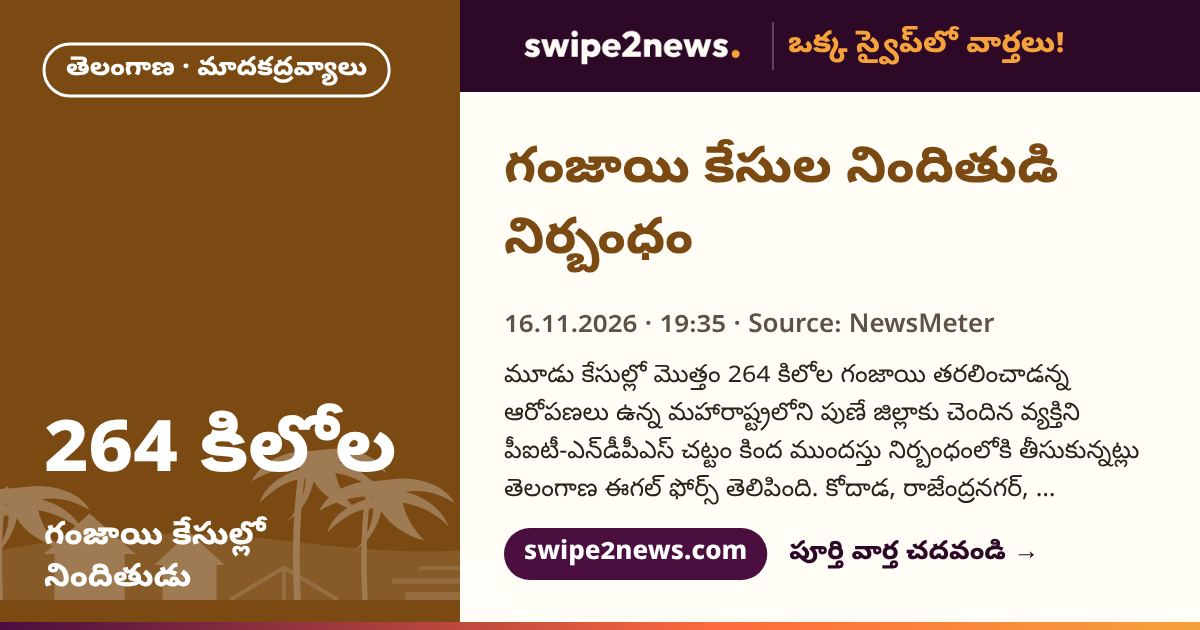 తెలంగాణ · మాదకద్రవ్యాలు
264 కిలోల
గంజాయి కేసుల్లో
నిందితుడు
swipe2news.
ఒక్క స్వైప్‌లో వార్తలు!
గంజాయి కేసుల నిందితుడి
నిర్బంధం
16.11.2026 · 19:35 · Source: NewsMeter
మూడు కేసుల్లో మొత్తం 264 కిలోల గంజాయి తరలించాడన్న
ఆరోపణలు ఉన్న మహారాష్ట్రలోని పుణే జిల్లాకు చెందిన వ్యక్తిని
పీఐటీ-ఎన్‌డీపీఎస్ చట్టం కింద ముందస్తు నిర్బంధంలోకి తీసుకున్నట్లు
తెలంగాణ ఈగల్ ఫోర్స్ తెలిపింది. కోదాడ, రాజేంద్రనగర్, ...
swipe2news.com
పూర్తి వార్త చదవండి →